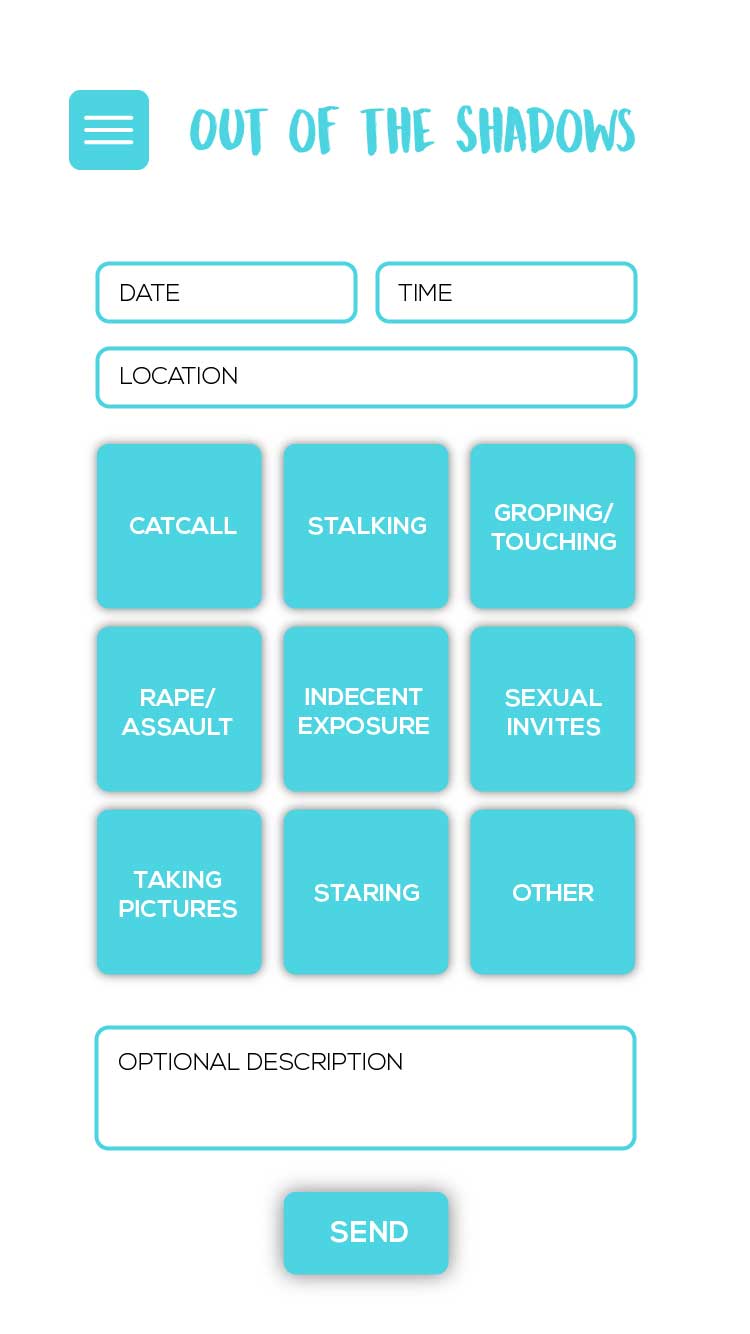 OUT OF THE SHADOWS
DATE
TIME
LOCATION
CATCALL
STALKING
GROPING/
TOUCHING
RAPE/
ASSAULT
INDECENT
EXPOSURE
SEXUAL
INVITES
TAKING
PICTURES
STARING
OTHER
OPTIONAL DESCRIPTION
SEND